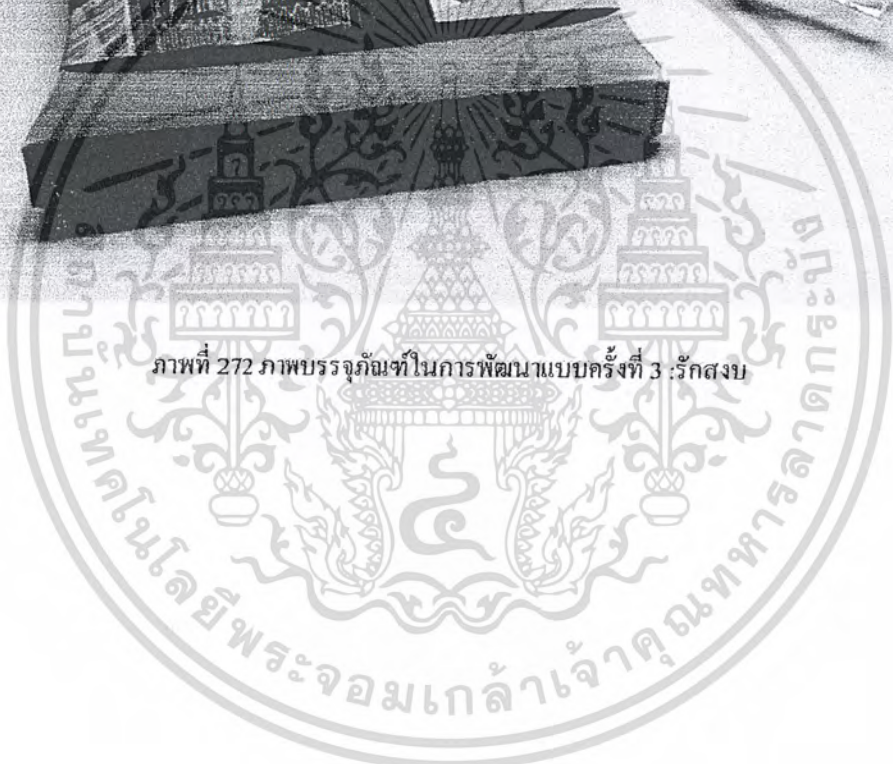 ภาพที่ 272 ภาพบรรจุภัณฑ์ในการพัฒนาแบบครั้งที่ 3 :รักสงบ
สถาบันเทคโนโลยีพระจอมเกล้าเจ้าคุณทหารลาดกระบัง